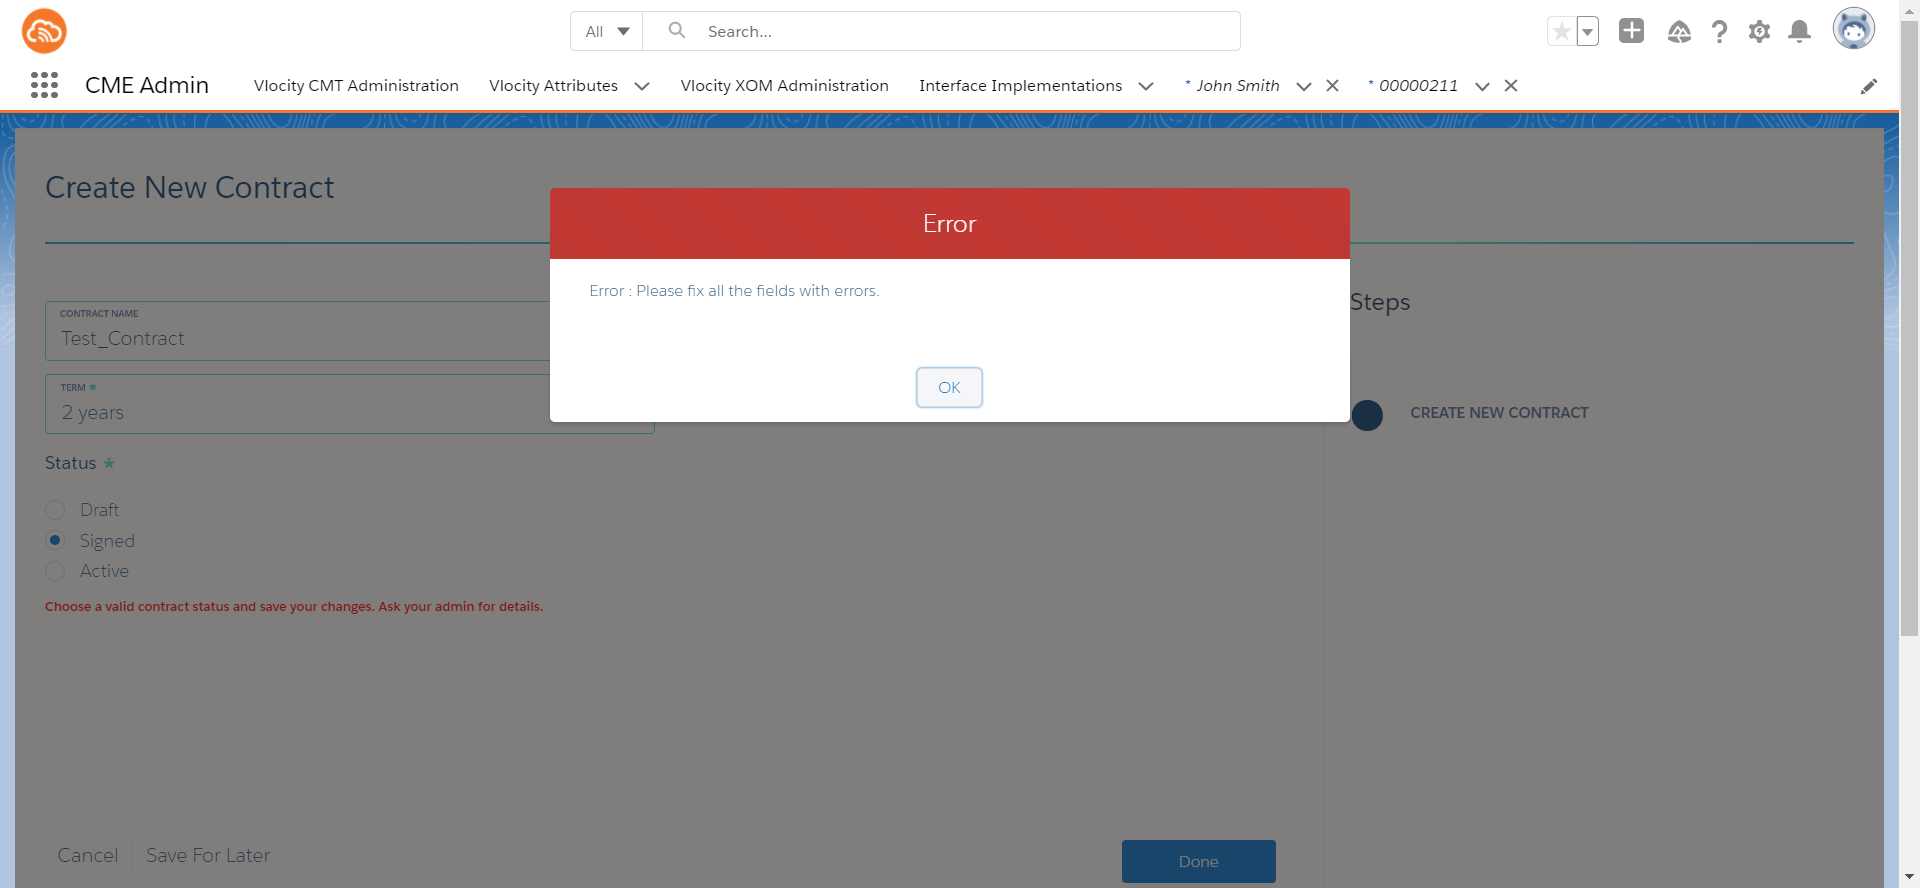 All
Search...
CME Admin
Vlocity CMT Administration
Vlocity Attributes
Vlocity XOM Administration
Interface Implementations
* John Smith
* 00000211
Create New Contract
Error
Error : Please fix all the fields with errors.
OK
CONTRACT NAME
Test_Contract
TERM *
2 years
Status *
Draft
Signed
Active
Choose a valid contract status and save your changes. Ask your admin for details.
Steps
CREATE NEW CONTRACT
Cancel
Save For Later
Done